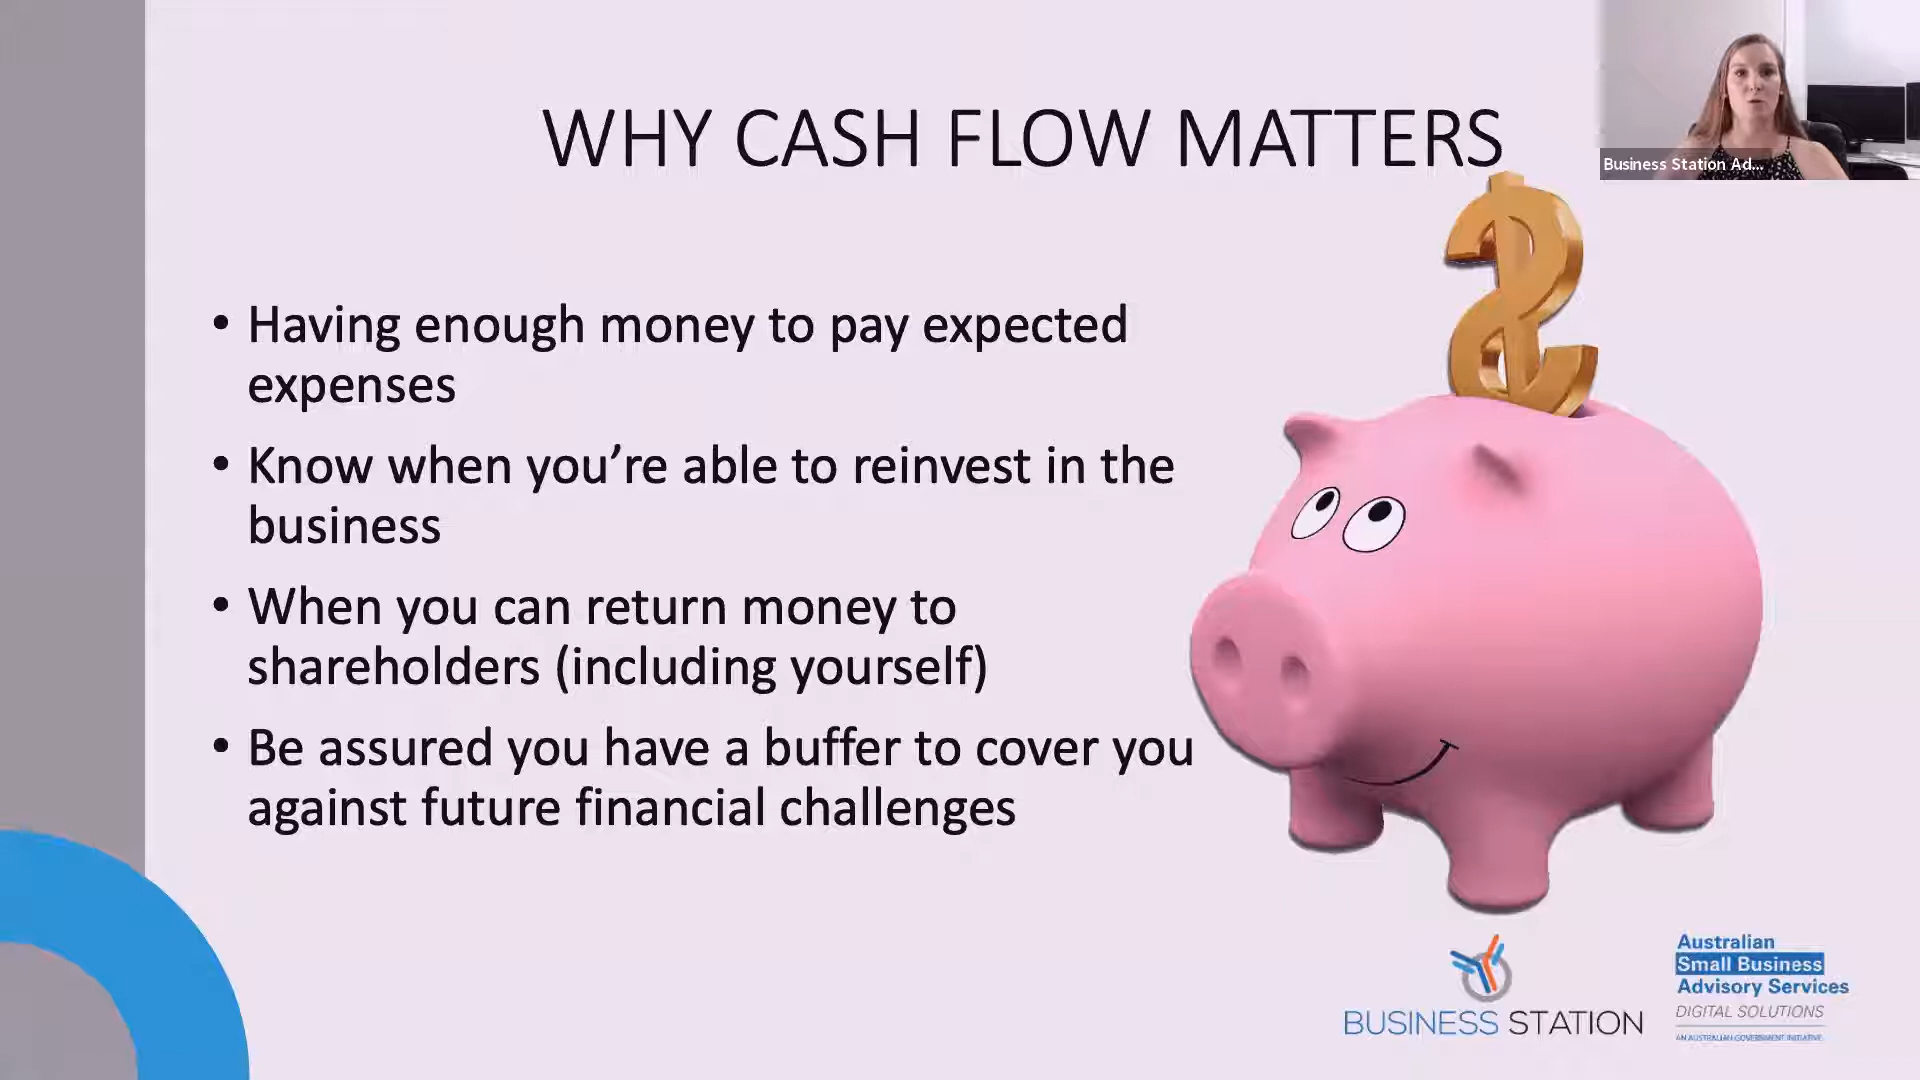 WHY CASH FLOW MATTERS
Business Station Ad...
• Having enough money to pay expected
expenses
• Know when you’re able to reinvest in the
business
• When you can return money to
shareholders (including yourself)
• Be assured you have a buffer to cover you
against future financial challenges
BUSINESS STATION
Australian
Small Business
Advisory Services
DIGITAL SOLUTIONS
AN AUSTRALIAN GOVERNMENT INITIATIVE